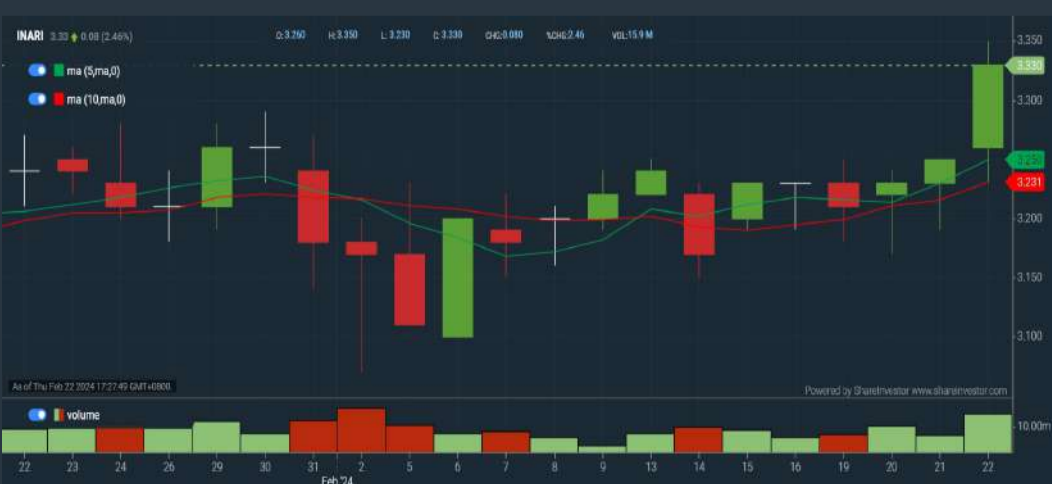 INARI 3.33 0.08 (2.46%) O:3.260 H:3.350 L: 3.230 C: 3.330 CHG:0.080 %CHG:2.46 VOL:15.9 M
ma (5,ma,0)
ma (10,ma,0)
3.350
3.330
3.300
3.250
3.231
3.200
3.150
3.100
As of Thu Feb 22 2024 17:27:49 GMT+0800
Powered by ShareInvestor www.shareinvestor.com
volume
10.00m
22 23 24 26 29 30 31 2 5 6 7 8 9 13 14 15 16 19 20 21 22
Feb '24